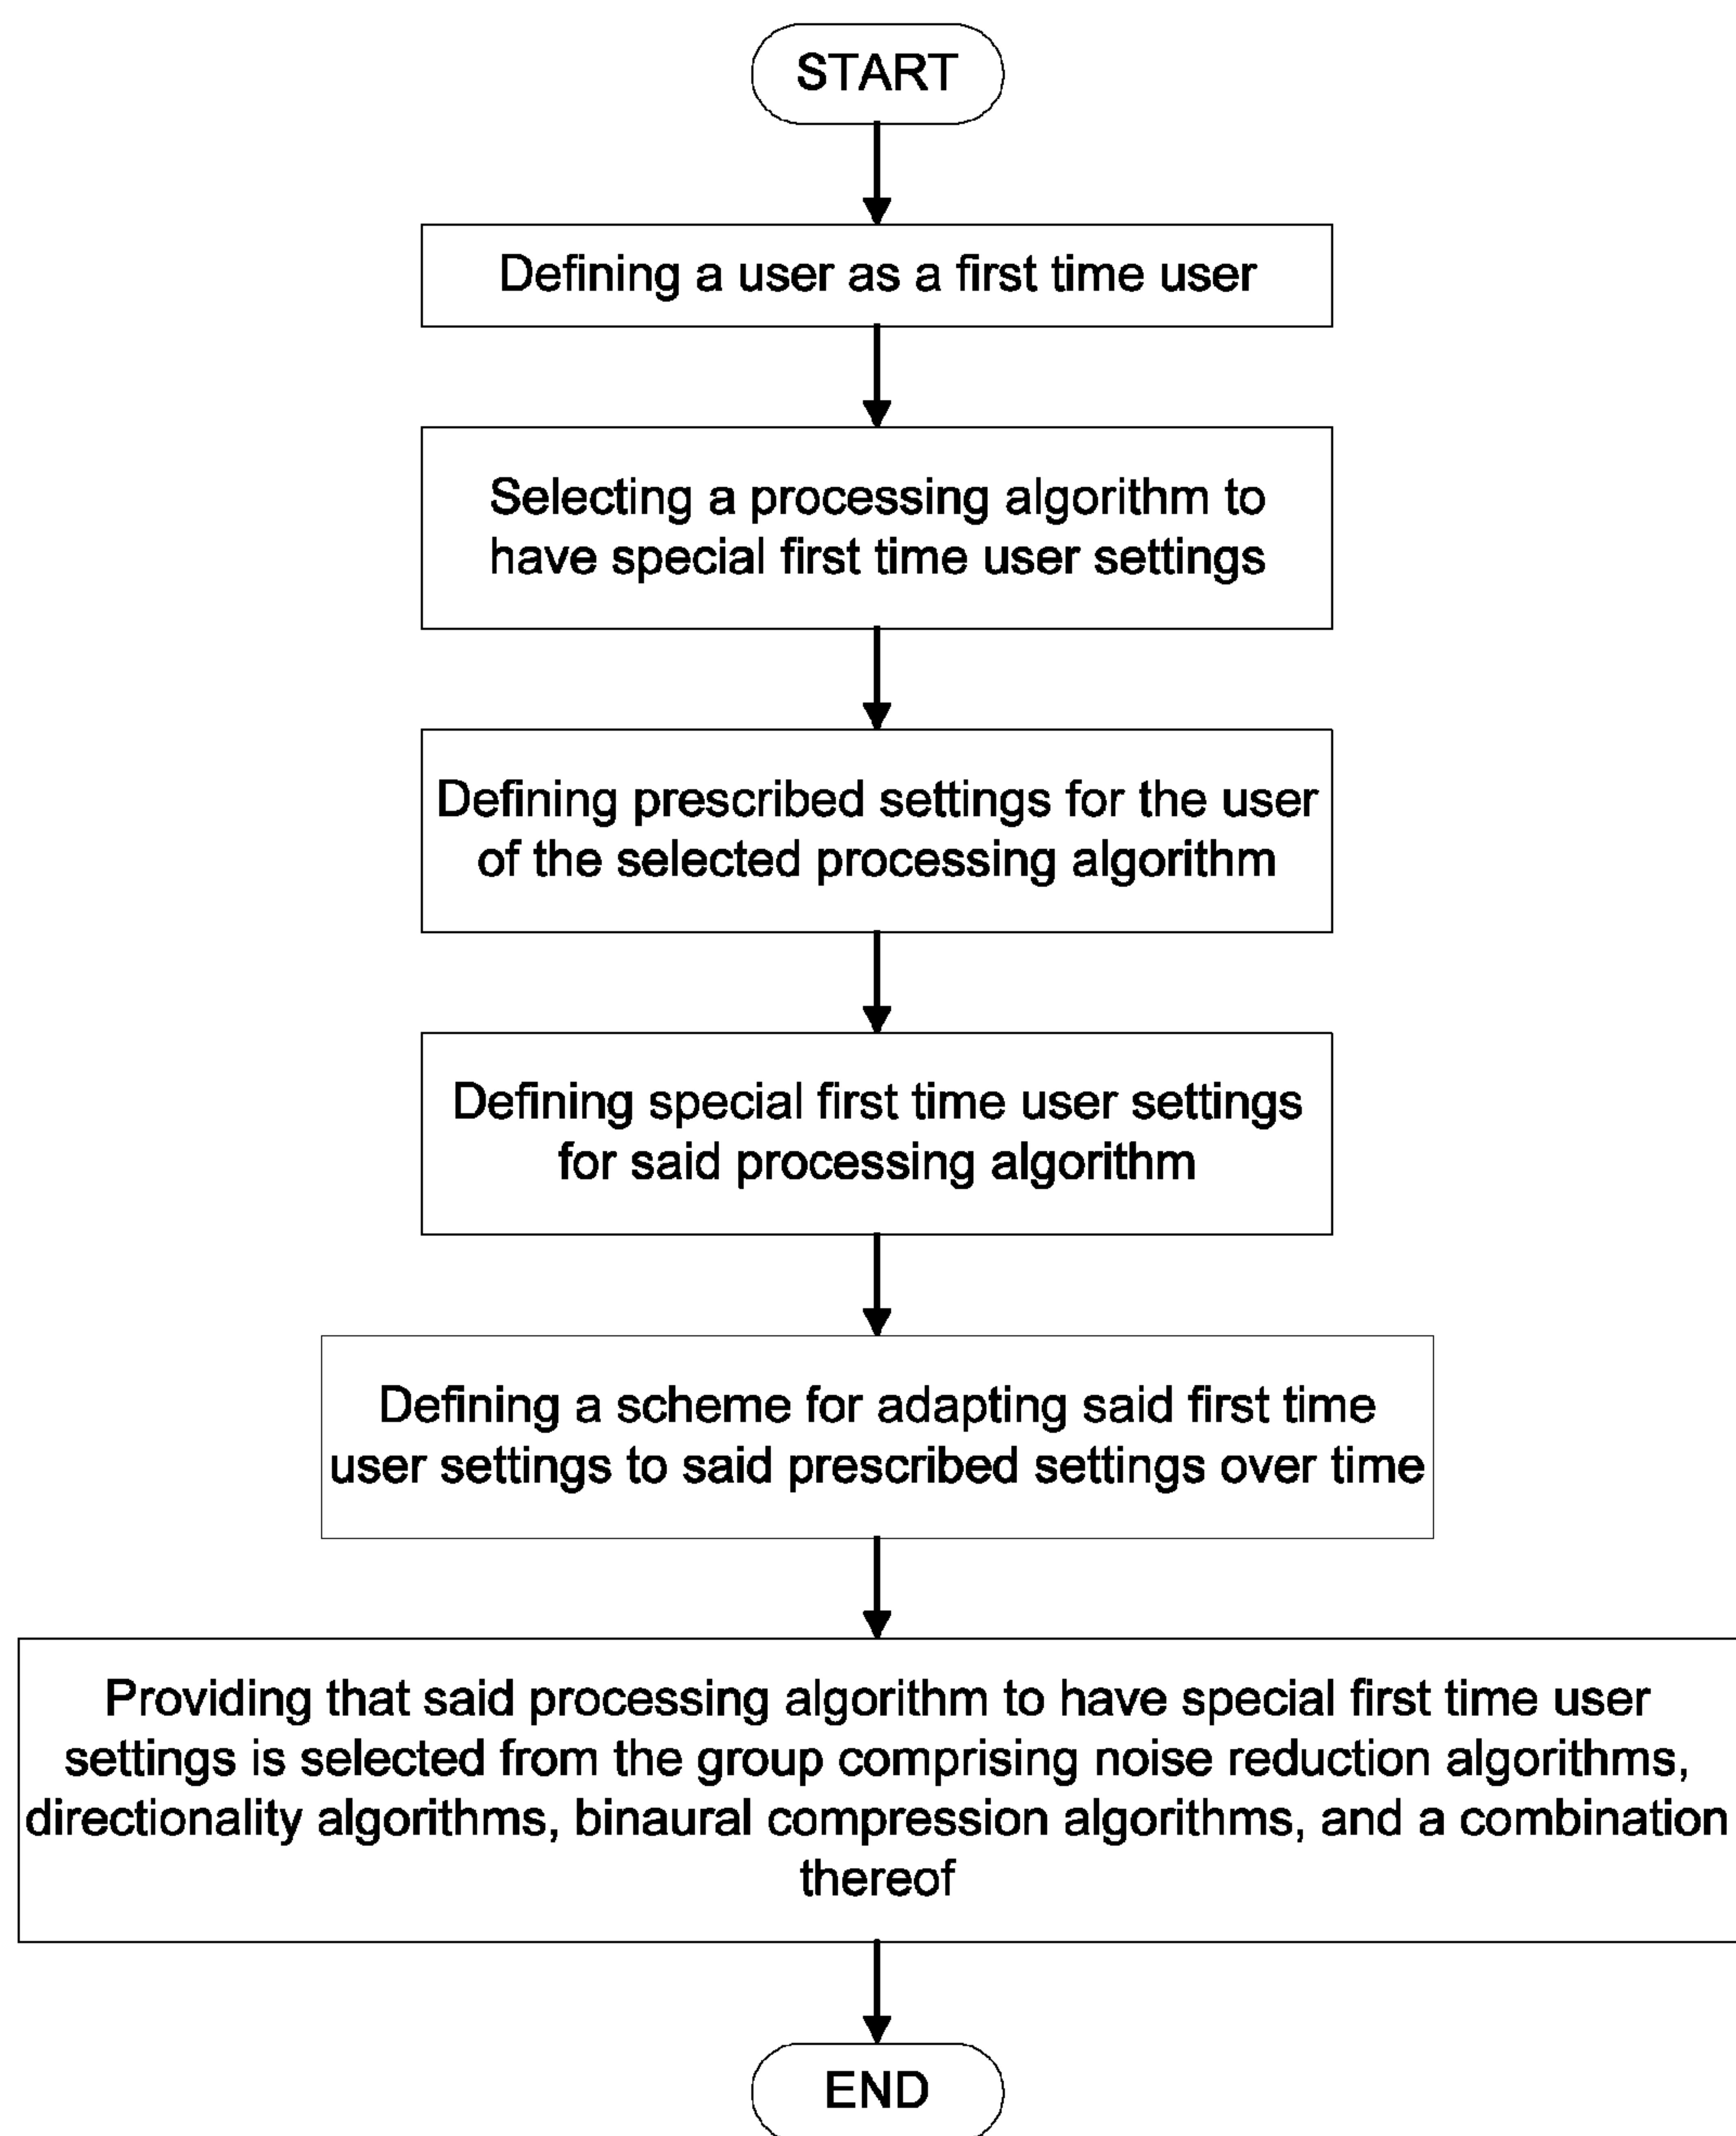 START
Defining a user as a first time user
Selecting a processing algorithm to
have special first time user settings
Defining prescribed settings for the user
of the selected processing algorithm
Defining special first time user settings
for said processing algorithm
Defining a scheme for adapting said first time
user settings to said prescribed settings over time
Providing that said processing algorithm to have special first time user
settings is selected from the group comprising noise reduction algorithms,
directionality algorithms, binaural compression algorithms, and a combination
thereof
END